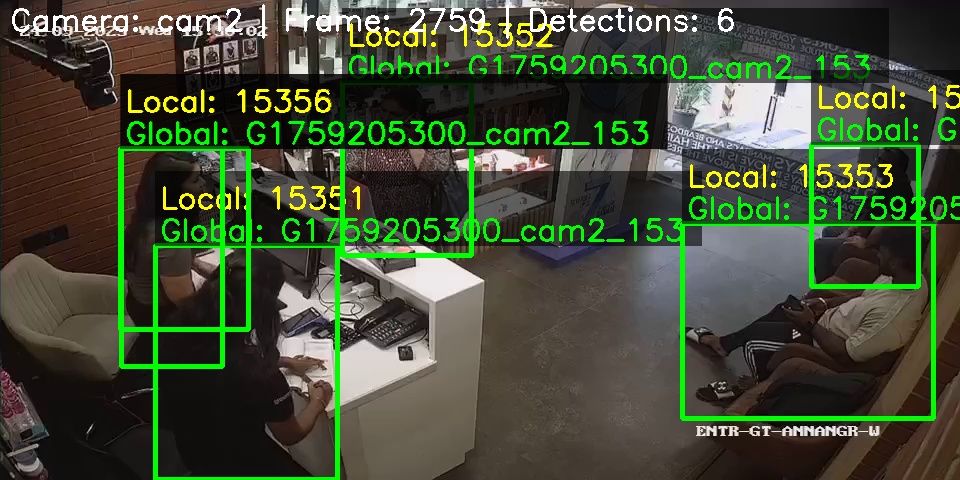 Camera: cam2 | Frame: 2759 | Detections: 6
Local: 15352
Global: G1759205300_cam2_153
Local: 15356
Global: G1759205300_cam2_153
Local: 15
Global: G
Local: 15353
Global: G1759205
Local: 15351
Global: G1759205300_cam2_153
ENTR-GT-ANNANGR-W